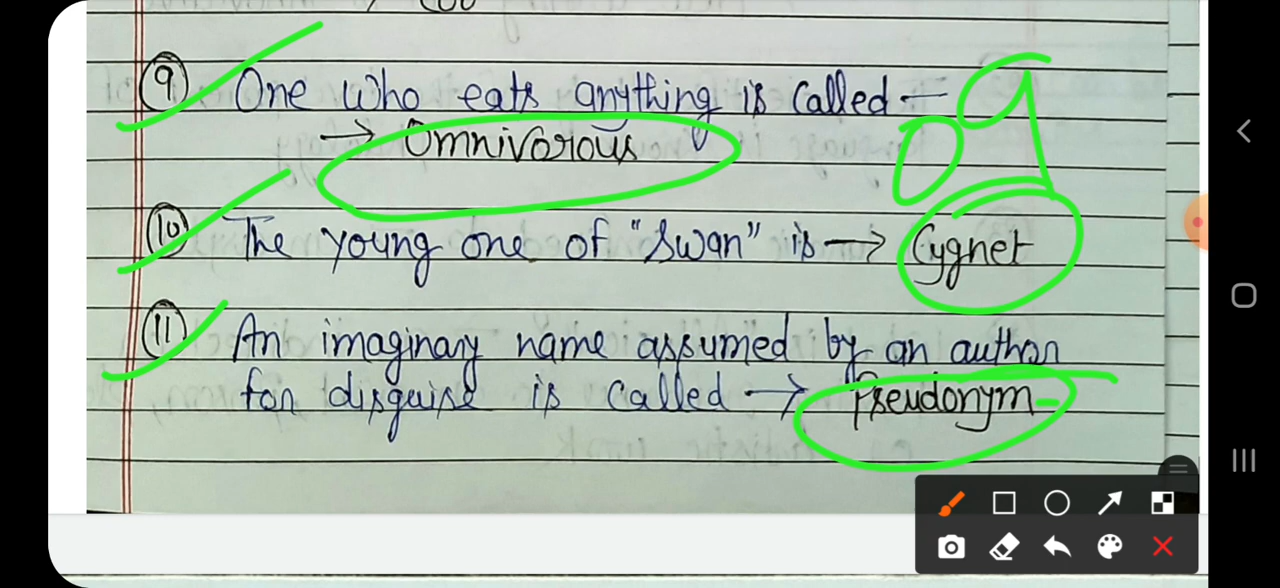 ⑨ One who eats anything is called — 09
→ Omnivorous
⑩ The young one of "Swan" is → Cygnet
⑪ An imaginary name assumed by an author
for disguise is called → Pseudonym